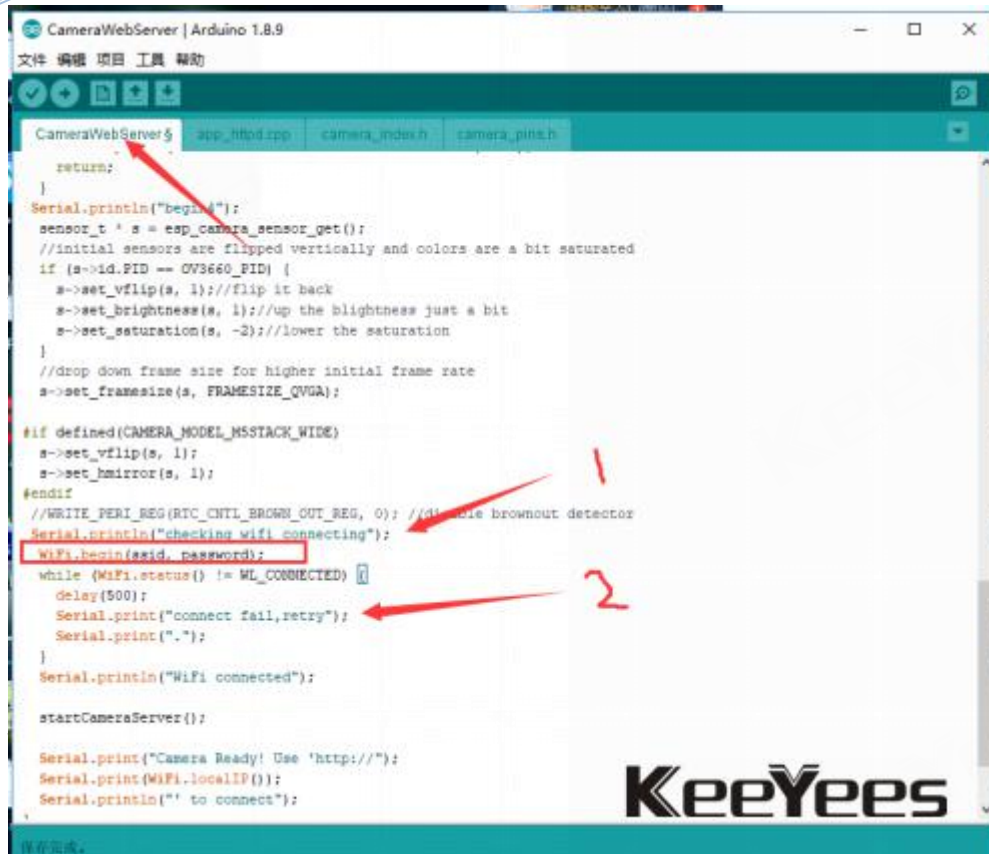 CameraWebServer | Arduino 1.8.9
文件 编辑 项目 工具 帮助
CameraWebServer § app_httpd.cpp camera_index.h camera_pins.h
return;
}
Serial.println("begin");
sensor_t * s = esp_camera_sensor_get();
//initial sensors are flipped vertically and colors are a bit saturated
if (s->id.PID == OV3660_PID) {
s->set_vflip(s, 1);//flip it back
s->set_brightness(s, 1);//up the blightness just a bit
s->set_saturation(s, -2);//lower the saturation
}
//drop down frame size for higher initial frame rate
s->set_framesize(s, FRAMESIZE_QVGA);
#if defined(CAMERA_MODEL_M5STACK_WIDE)
s->set_vflip(s, 1);
s->set_hmirror(s, 1);
#endif
1
//WRITE_PERI_REG(RTC_CNTL_BROWN_OUT_REG, 0); //disable brownout detector
Serial.println("checking wifi connecting");
WiFi.begin(ssid, password);
while (WiFi.status() != WL_CONNECTED) {
2
delay(500);
Serial.print("connect fail,retry");
Serial.print(".");
}
Serial.println("WiFi connected");
startCameraServer();
Serial.print("Camera Ready! Use 'http://");
Serial.print(WiFi.localIP());
Serial.println("' to connect");
KeeYees
保存完成。